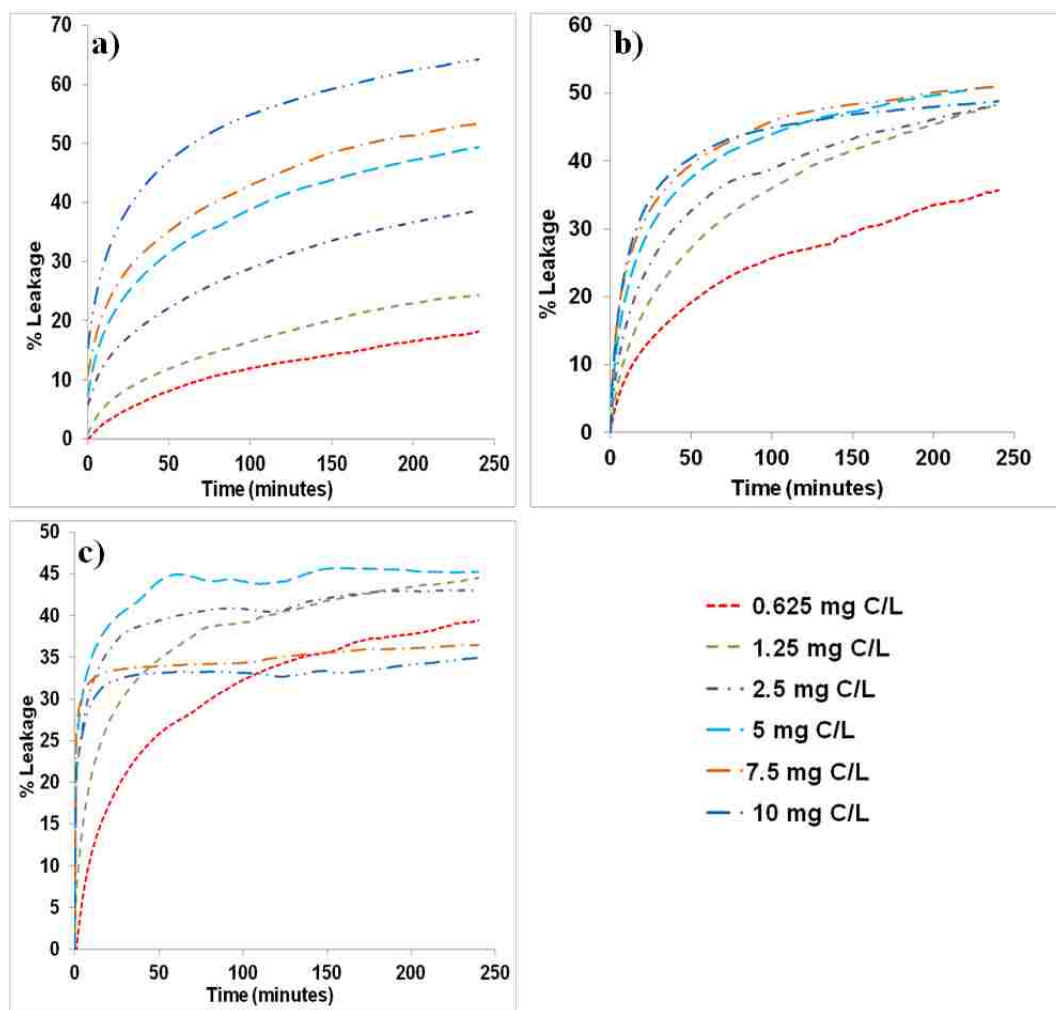 a)
% Leakage
70
60
50
40
30
20
10
0
0 50 100 150 200 250
Time (minutes)
b)
% Leakage
60
50
40
30
20
10
0
0 50 100 150 200 250
Time (minutes)
c)
% Leakage
50
45
40
35
30
25
20
15
10
5
0
0 50 100 150 200 250
Time (minutes)
0.625 mg C/L
1.25 mg C/L
2.5 mg C/L
5 mg C/L
7.5 mg C/L
10 mg C/L